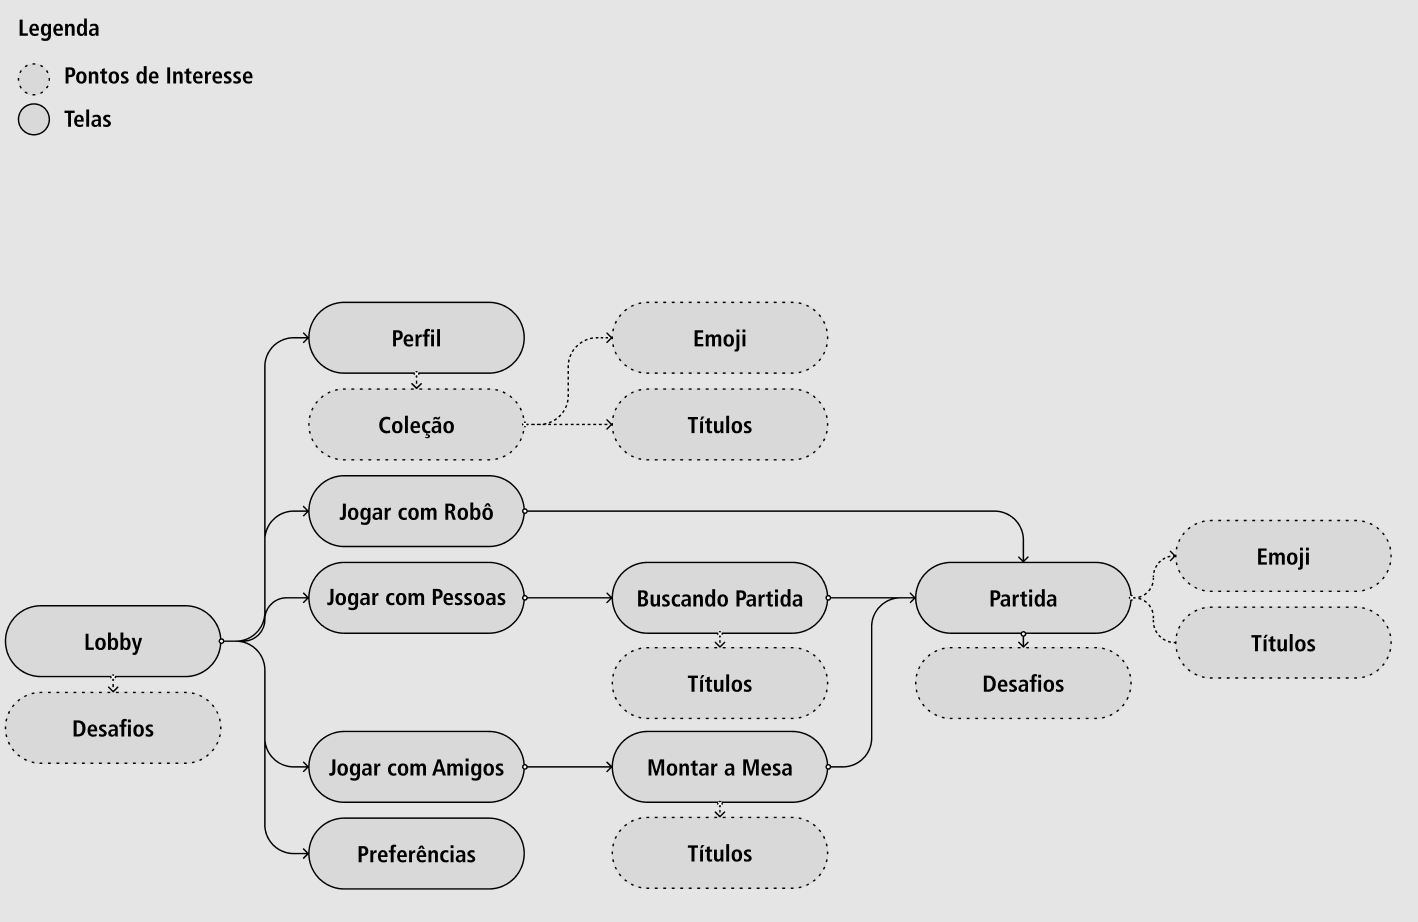 Legenda
Pontos de Interesse
Telas
Perfil
Emoji
Coleção
Títulos
Jogar com Robô
Emoji
Jogar com Pessoas
Buscando Partida
Partida
Lobby
Títulos
Títulos
Desafios
Desafios
Jogar com Amigos
Montar a Mesa
Preferências
Títulos